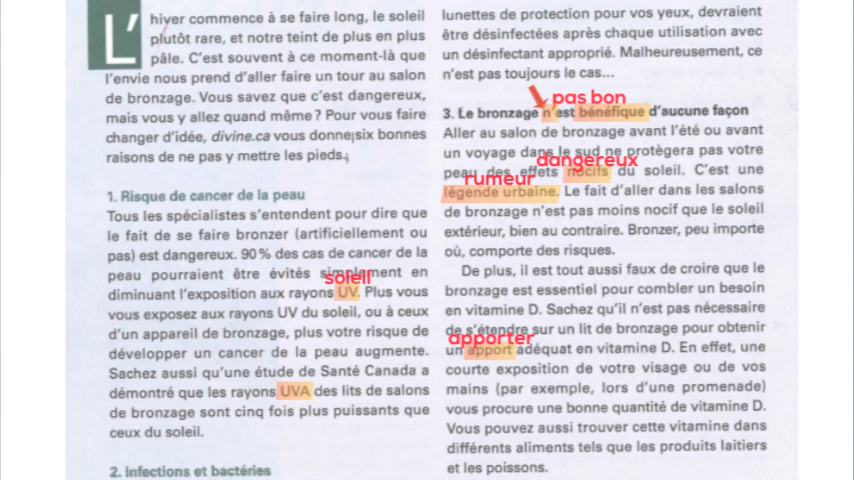 L'hiver commence à se faire long, le soleil
plutôt rare, et notre teint de plus en plus
pâle. C'est souvent à ce moment-là que
l'envie nous prend d'aller faire un tour au salon
de bronzage. Vous savez que c'est dangereux,
mais vous y allez quand même? Pour vous faire
changer d'idée, divine.ca vous donne six bonnes
raisons de ne pas y mettre les pieds.
1. Risque de cancer de la peau
Tous les spécialistes s'entendent pour dire que
le fait de se faire bronzer (artificiellement ou
pas) est dangereux. 90 % des cas de cancer de la
peau pourraient être évités simplement en
soleil
diminuant l'exposition aux rayons UV. Plus vous
vous exposez aux rayons UV du soleil, ou à ceux
d'un appareil de bronzage, plus votre risque de
développer un cancer de la peau augmente.
Sachez aussi qu'une étude de Santé Canada a
démontré que les rayons UVA des lits de salons
de bronzage sont cinq fois plus puissants que
ceux du soleil.
2. Infections et bactéries
lunettes de protection pour vos yeux, devraient
être désinfectées après chaque utilisation avec
un désinfectant approprié. Malheureusement, ce
n'est pas toujours le cas...
pas bon
3. Le bronzage n'est bénéfique d'aucune façon
Aller au salon de bronzage avant l'été ou avant
un voyage dans le sud ne protègera pas votre
dangereux
peau des effets nocifs du soleil. C'est une
rumeur
légende urbaine. Le fait d'aller dans les salons
de bronzage n'est pas moins nocif que le soleil
extérieur, bien au contraire. Bronzer, peu importe
où, comporte des risques.
De plus, il est tout aussi faux de croire que le
bronzage est essentiel pour combler un besoin
en vitamine D. Sachez qu'il n'est pas nécessaire
de s'étendre sur un lit de bronzage pour obtenir
apporter
un apport adéquat en vitamine D. En effet, une
courte exposition de votre visage ou de vos
mains (par exemple, lors d'une promenade)
vous procure une bonne quantité de vitamine D.
Vous pouvez aussi trouver cette vitamine dans
différents aliments tels que les produits laitiers
et les poissons.